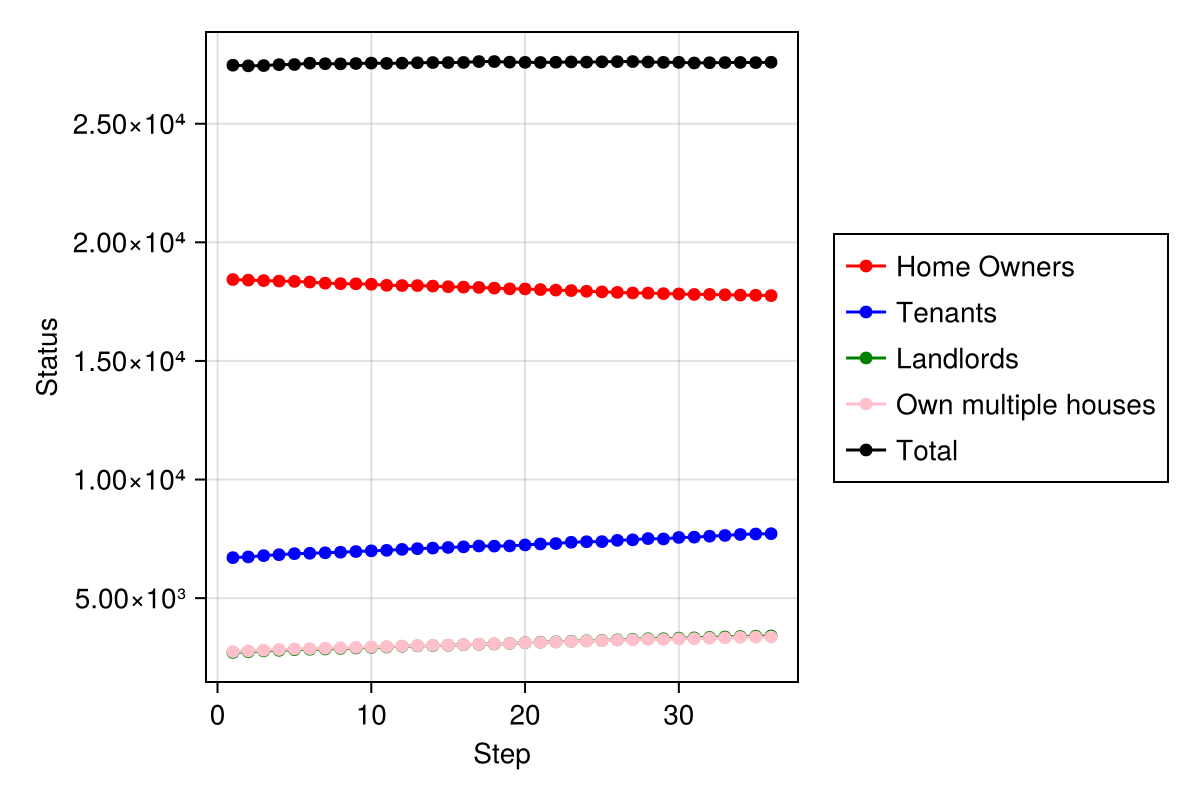 2.50×10⁴
2.00×10⁴
1.50×10⁴
1.00×10⁴
5.00×10³
Status
0 10 20 30
Step
Home Owners
Tenants
Landlords
Own multiple houses
Total